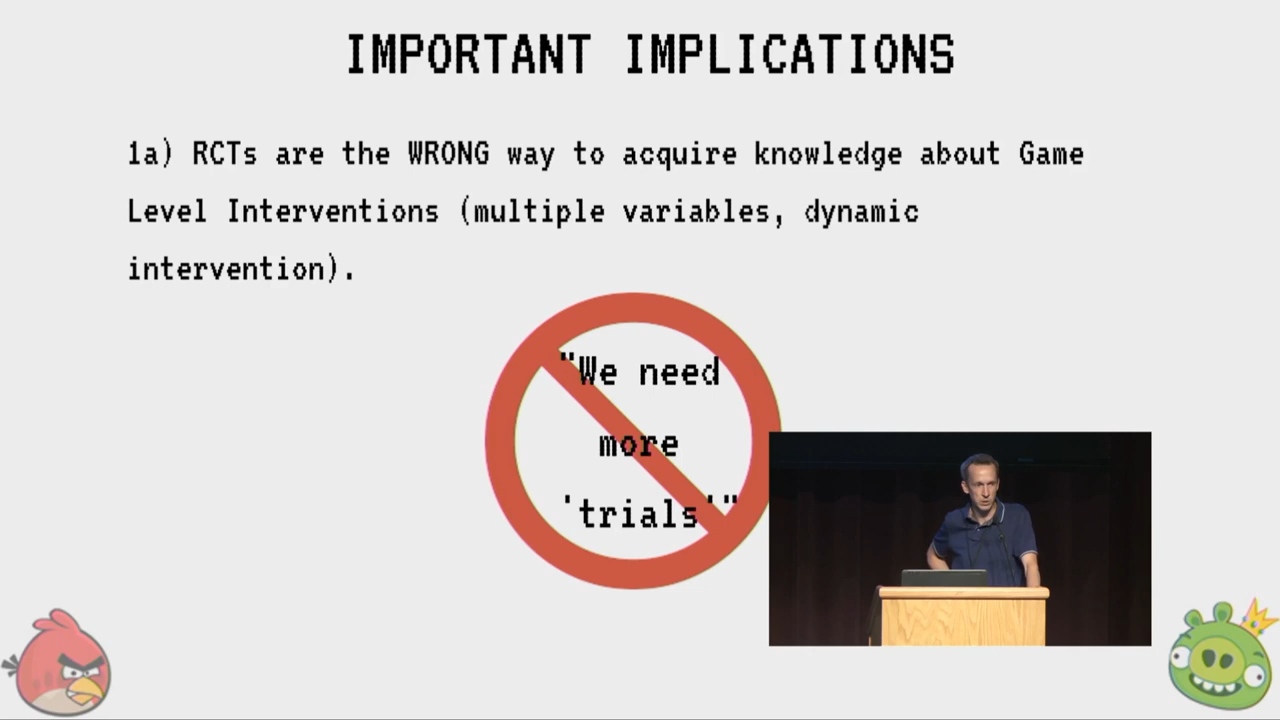 IMPORTANT IMPLICATIONS
1a) RCTs are the WRONG way to acquire knowledge about Game
Level Interventions (multiple variables, dynamic
intervention).
"We need
more
'trials'"